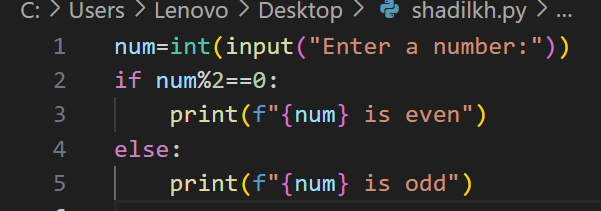 C: > Users > Lenovo > Desktop > shadilkh.py > ...
1 num=int(input("Enter a number:"))
2 if num%2==0:
3     print(f"{num} is even")
4 else:
5     print(f"{num} is odd")